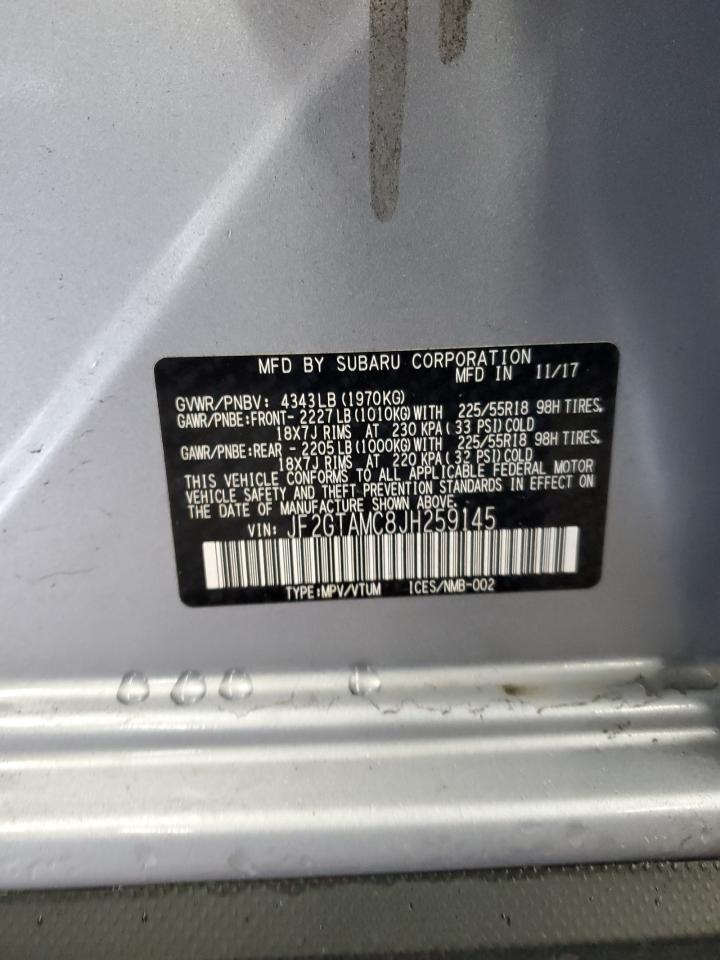 MFD BY SUBARU CORPORATION
MFD IN 11/17
GVWR/PNBV: 4343LB(1970KG)
GAWR/PNBE:FRONT- 2227LB(1010KG)WITH 225/55R18 98H TIRES,
18X7J RIMS AT 230 KPA(33 PSI)COLD
GAWR/PNBE:REAR - 2205LB(1000KG)WITH 225/55R18 98H TIRES,
18X7J RIMS AT 220 KPA(32 PSI)COLD
THIS VEHICLE CONFORMS TO ALL APPLICABLE FEDERAL MOTOR
VEHICLE SAFETY AND THEFT PREVENTION STANDARDS IN EFFECT ON
THE DATE OF MANUFACTURE SHOWN ABOVE.
VIN: JF2GTAMC8JH259145
TYPE:MPV/VTUM ICES/NMB-002